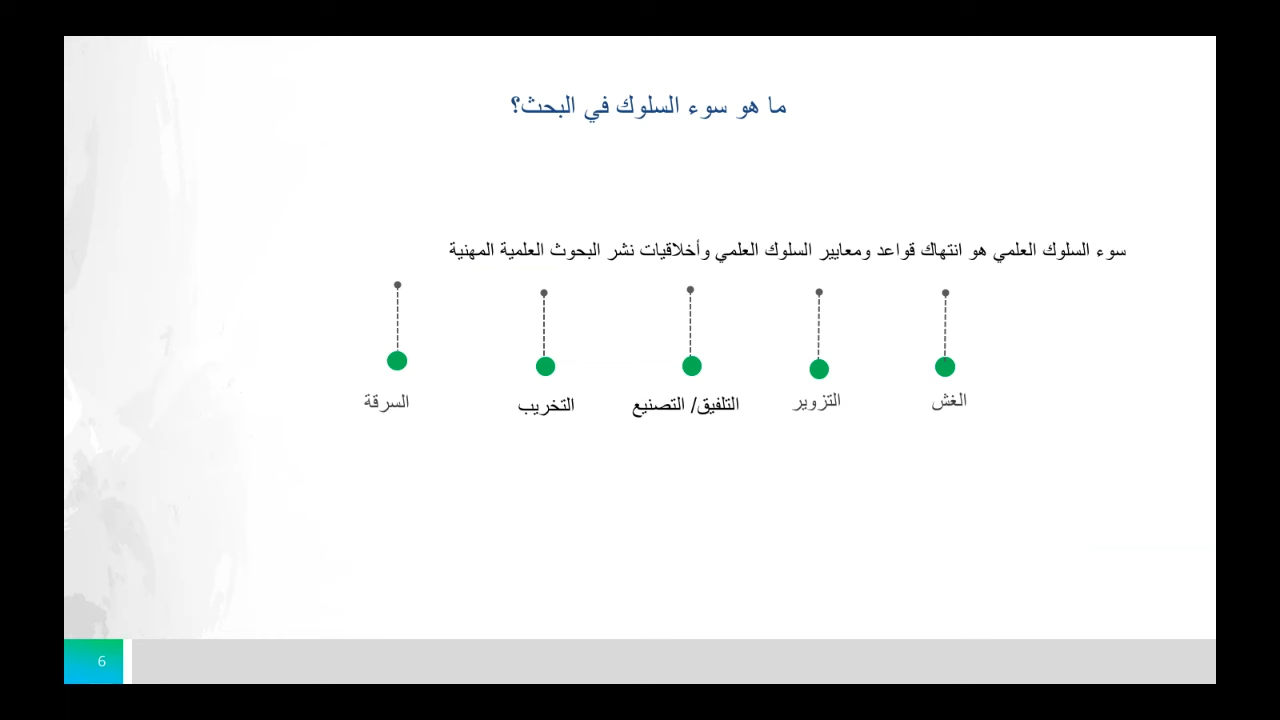 ما هو سوء السلوك في البحث؟
سوء السلوك العلمي هو انتهاك قواعد ومعايير السلوك العلمي وأخلاقيات نشر البحوث العلمية المهنية
الغش
التزوير
التلفيق/ التصنيع
التخريب
السرقة
6